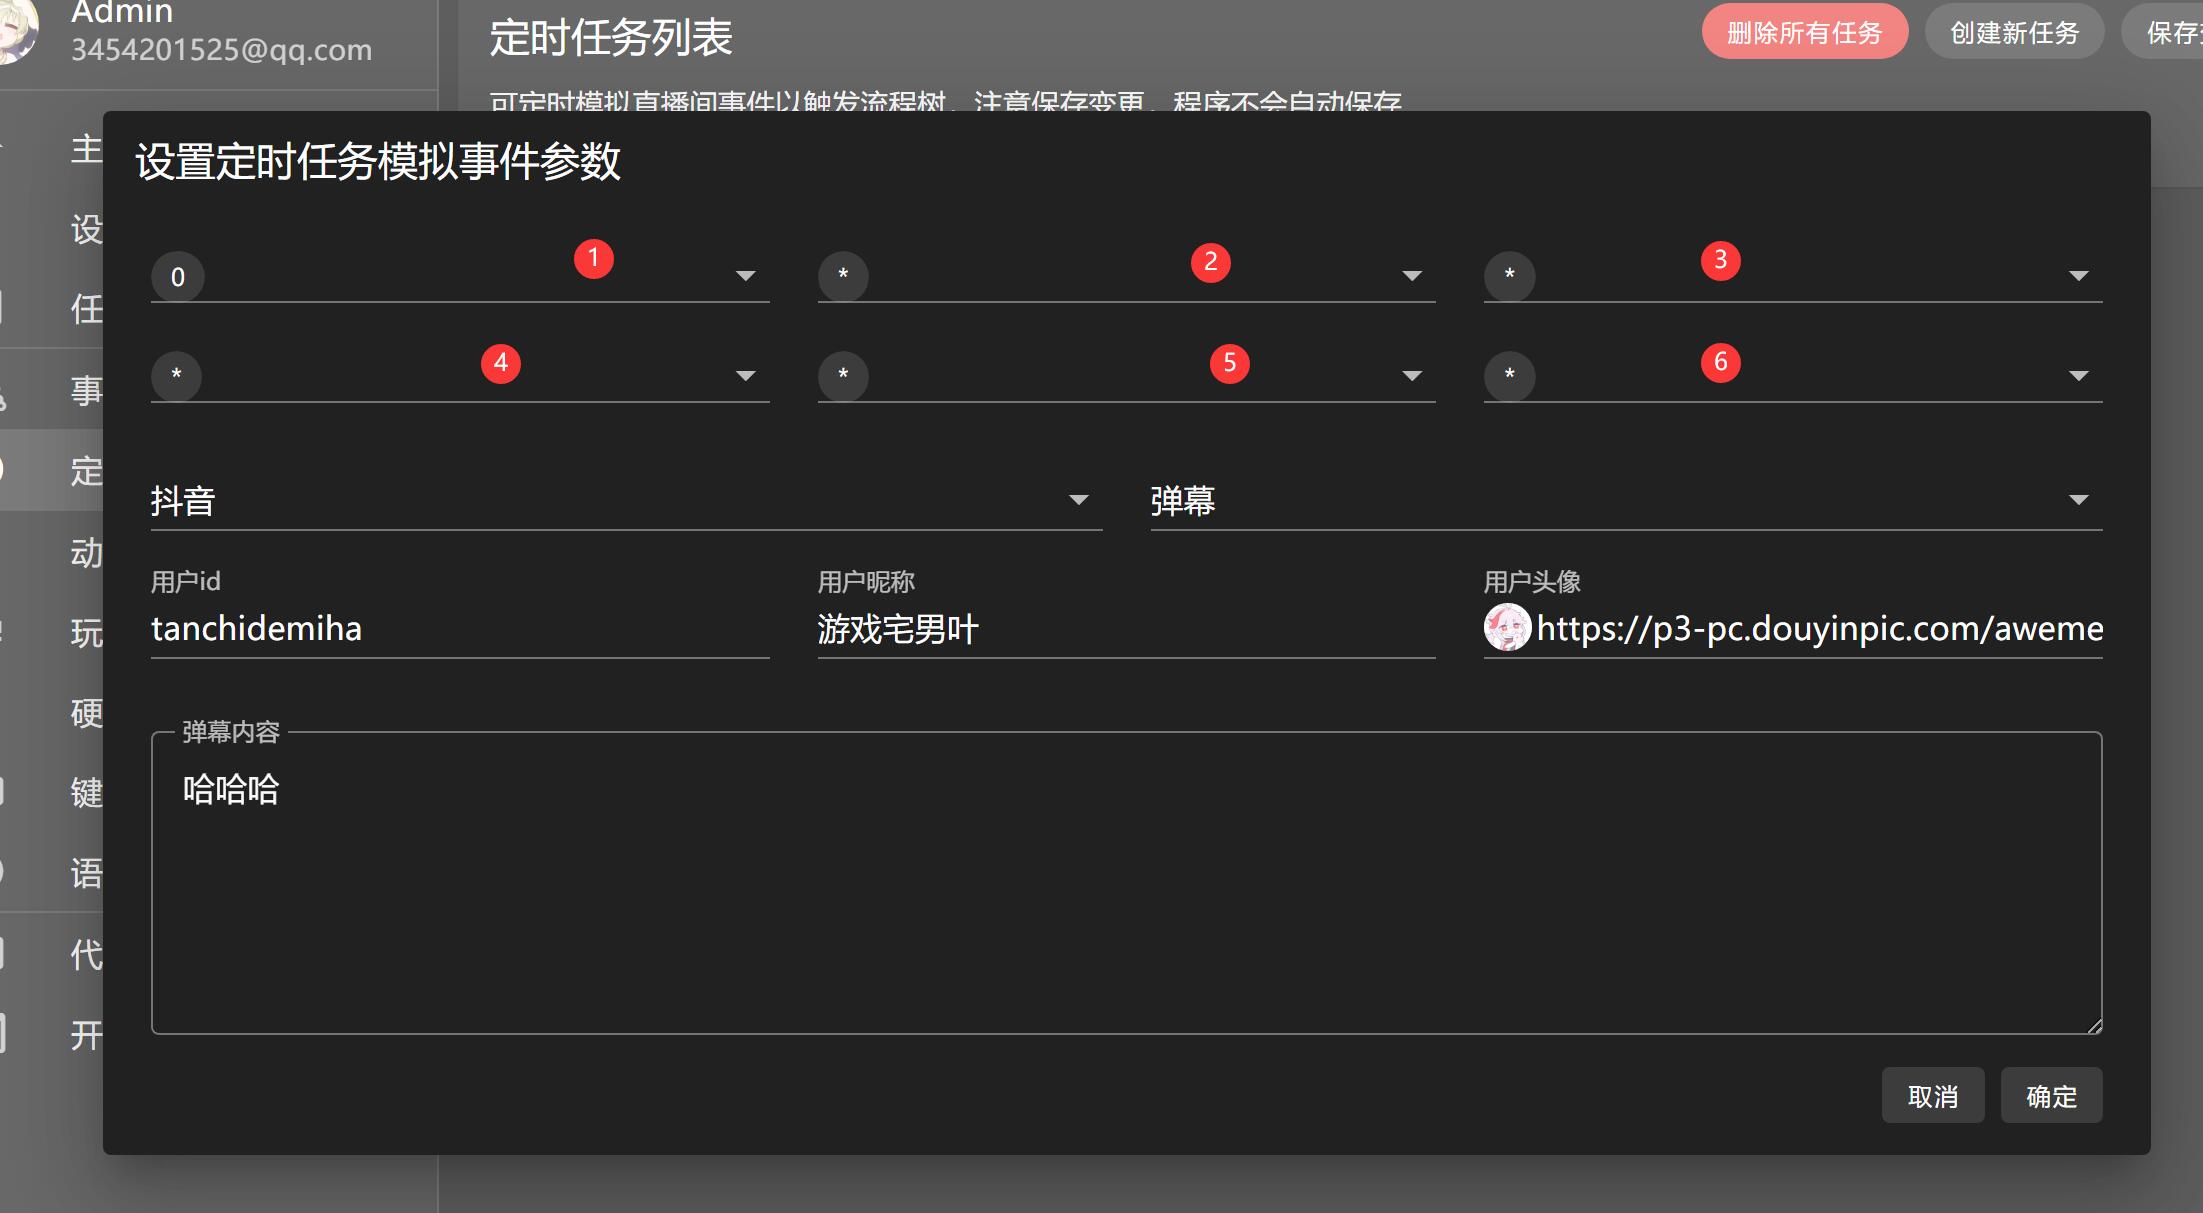 Admin
3454201525@qq.com
定时任务列表
删除所有任务
创建新任务
保存
可定时模拟直播间事件以触发流程树，注意保存变更，程序不会自动保存
主
设
任
事
定
动
玩
硬
键
语
代
开
设置定时任务模拟事件参数
0
1
*
2
*
3
*
4
*
5
*
6
抖音
弹幕
用户id
用户昵称
用户头像
tanchidemiha
游戏宅男叶
https://p3-pc.douyinpic.com/aweme
弹幕内容
哈哈哈
取消
确定